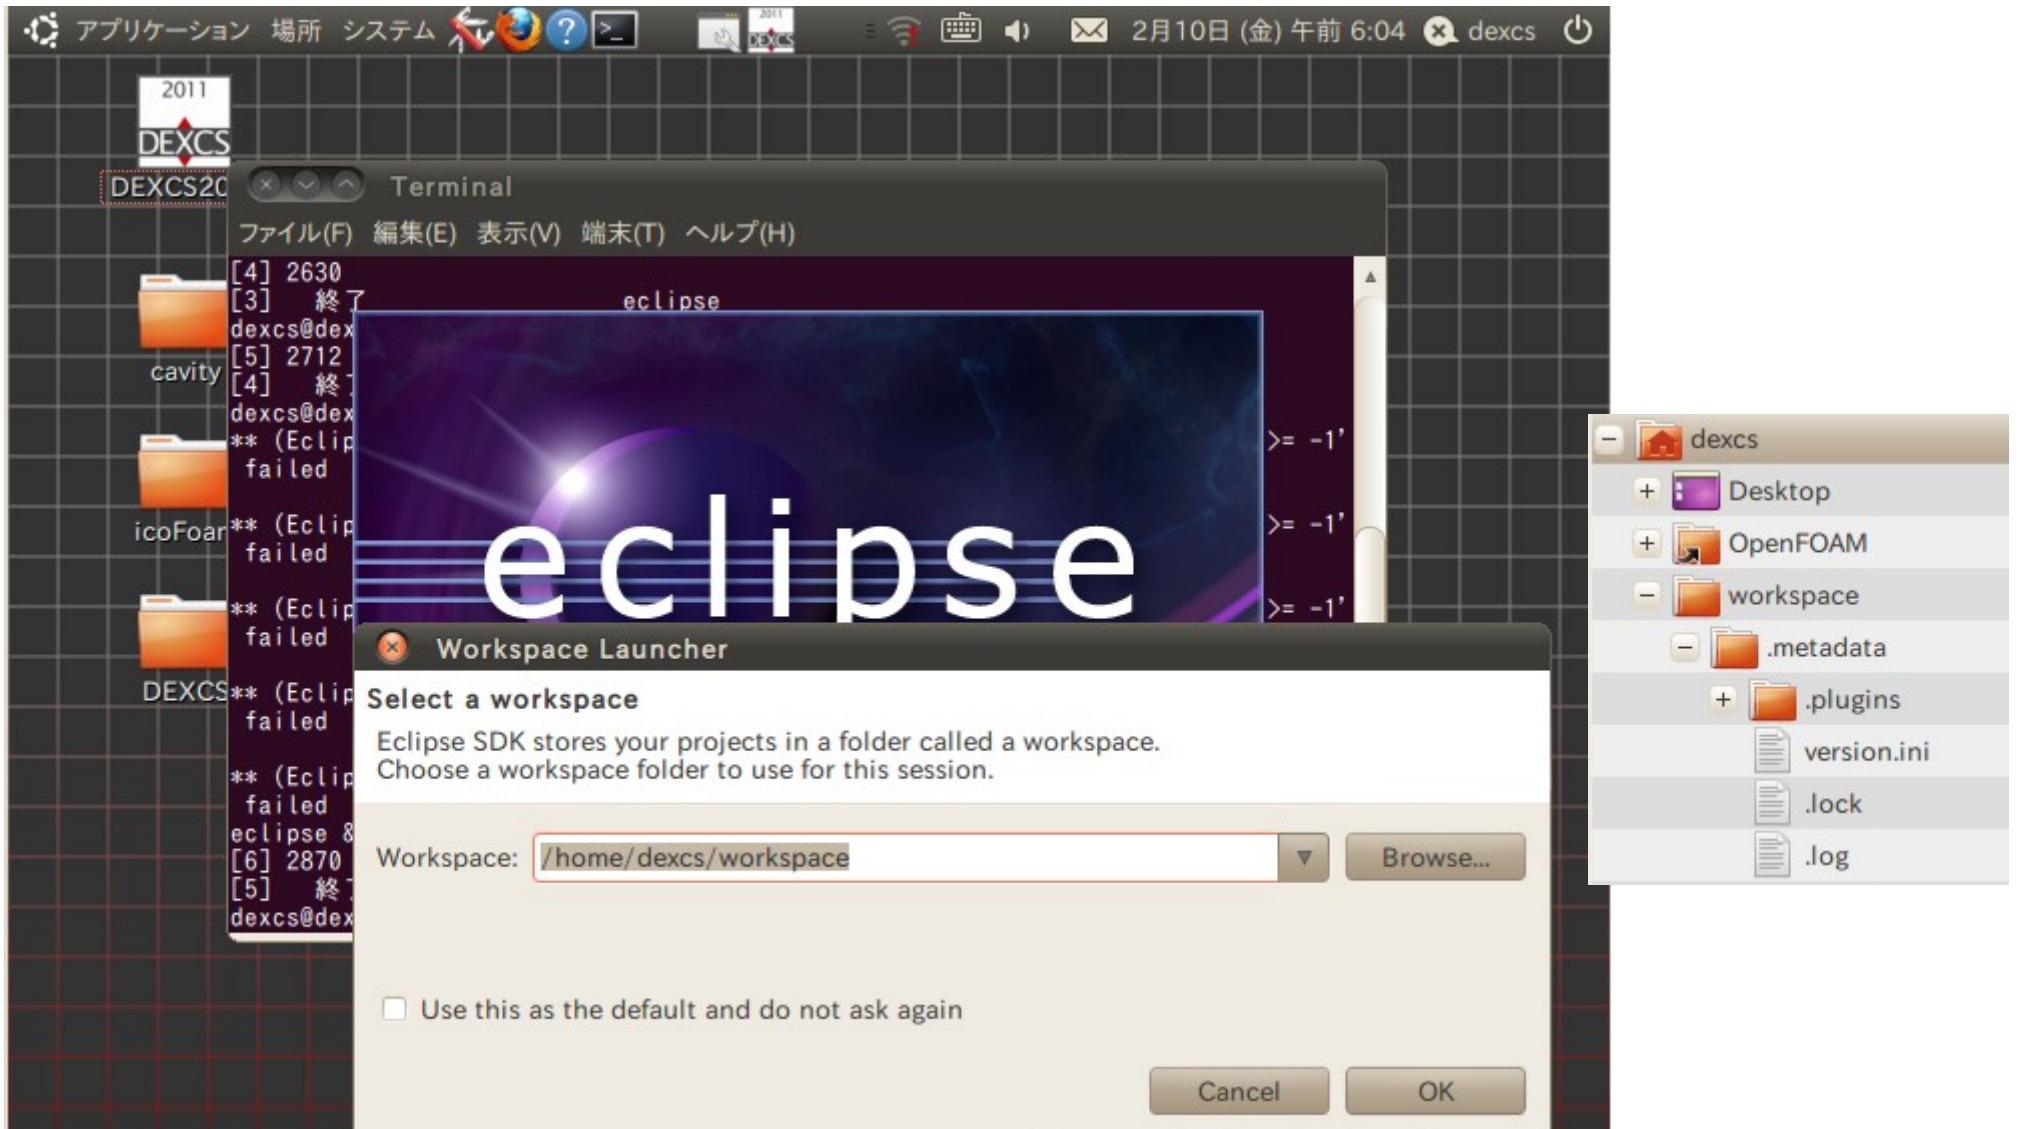 アプリケーション 場所 システム
2011
DEXCS
2月10日 (金) 午前 6:04 dexcs
2011
DEXCS
DEXCS20
cavity
icoFoar
DEXCS
Terminal
ファイル(F) 編集(E) 表示(V) 端末(T) ヘルプ(H)
[4] 2630
[3] 終了 eclipse
dexcs@dex
[5] 2712
[4] 終了
dexcs@dex
** (Eclip >= -1’
failed
** (Eclip >= -1’
failed
** (Eclip >= -1’
failed
** (Eclip
failed
** (Eclip
failed
eclipse &
[6] 2870
[5] 終了
dexcs@dex
eclipse
Workspace Launcher
Select a workspace
Eclipse SDK stores your projects in a folder called a workspace.
Choose a workspace folder to use for this session.
Workspace: /home/dexcs/workspace Browse...
Use this as the default and do not ask again
Cancel OK
dexcs
Desktop
OpenFOAM
workspace
.metadata
.plugins
version.ini
.lock
.log